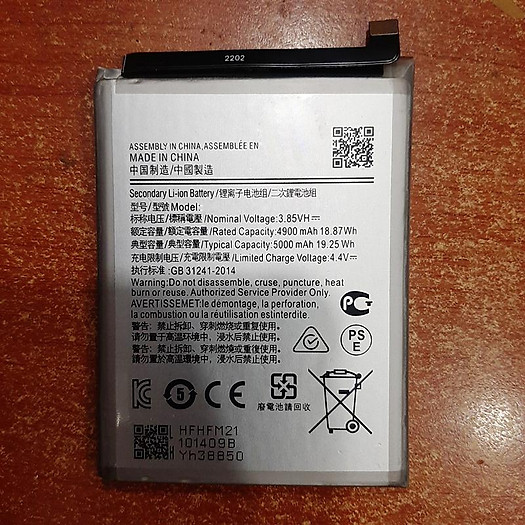 2202
ASSEMBLY IN CHINA,ASSEMBLÉE EN
MADE IN CHINA
中国制造/中國製造
Secondary Li-ion Battery/锂离子电池组/二次鋰電池組
型号/型號 Model:
标称电压/標稱電壓/Nominal Voltage:3.85VH
额定容量/額定電容量/Rated Capacity:4900 mAh 18.87 Wh
典型容量/典型容量/Typical Capacity:5000 mAh 19.25 Wh
充电限制电压/充電限制電壓/Limited Charge Voltage:4.4V
执行标准:GB 31241-2014
Warning:Do not disassemble, cruse, puncture, heat
burn or reuse. Authorized Service Provider Only.
AVERTISSEMET:le démontage, la perforation,
la combustion ou la réutilisation estinterdite.
警告: 禁止拆卸、穿刺燃烧或重复使用。
请勿置于高温环境中，浸水后禁止使用。
警告: 禁止拆卸、穿刺燃燒或重復使用。
請勿置於高溫環境中，浸水後禁止使用。
PS
E
5
CE
廢電池請回收
HFHFM21
101409B
Yh38850